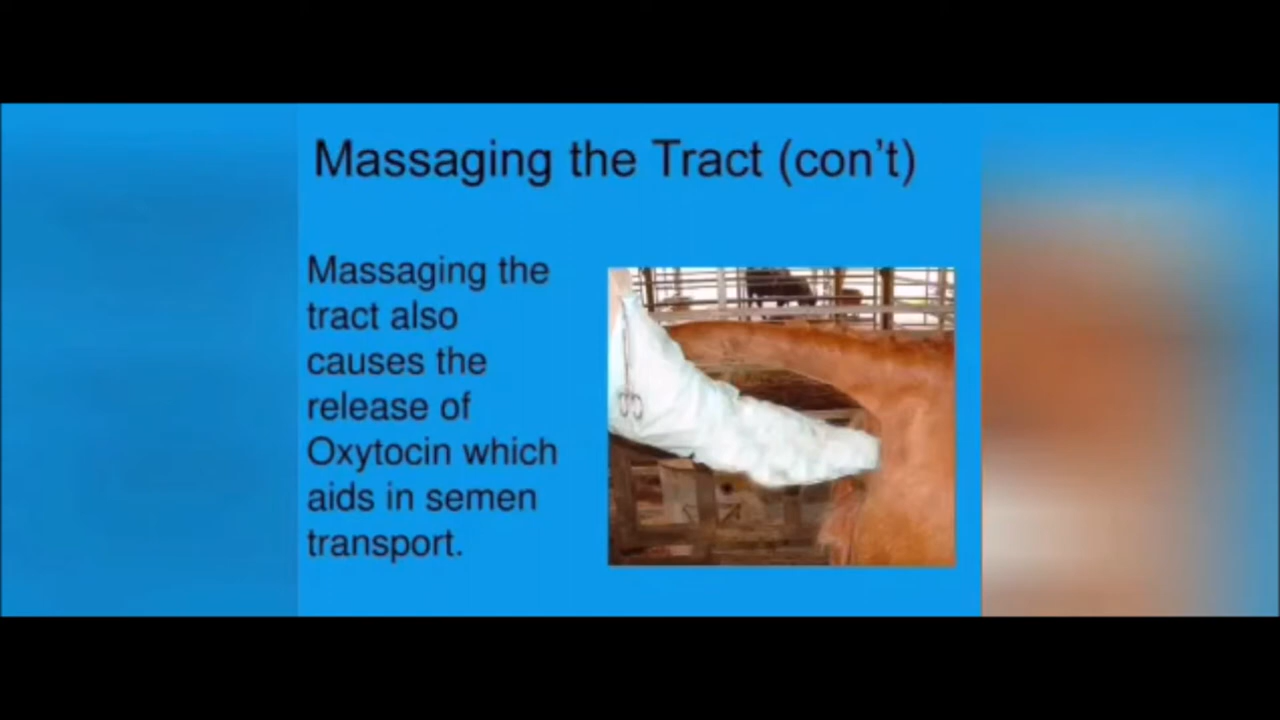 Massaging the Tract (con’t)
Massaging the
tract also
causes the
release of
Oxytocin which
aids in semen
transport.